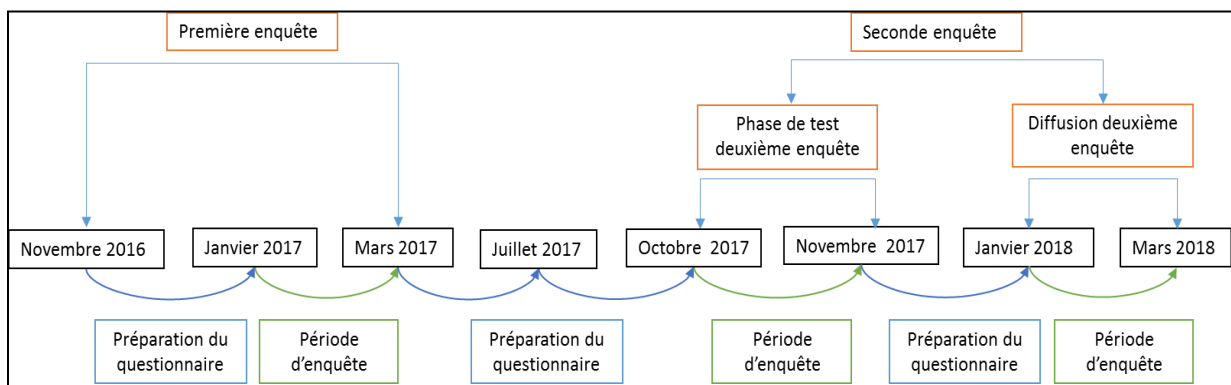 Première enquête
Seconde enquête
Phase de test
deuxième enquête
Diffusion deuxième
enquête
Novembre 2016
Janvier 2017
Mars 2017
Juillet 2017
Octobre 2017
Novembre 2017
Janvier 2018
Mars 2018
Préparation du
questionnaire
Période
d'enquête
Préparation du
questionnaire
Période
d'enquête
Préparation du
questionnaire
Période
d'enquête